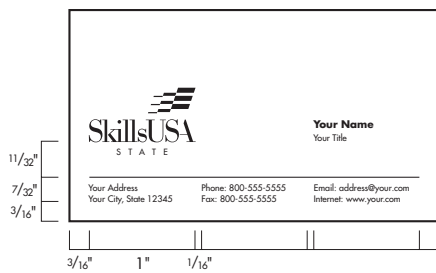 SkillsUSA
STATE
Your Name
Your Title
11/32"
7/32"
3/16"
Your Address
Your City, State 12345
Phone: 800-555-5555
Fax: 800-555-5555
Email: address@your.com
Internet: www.your.com
3/16"
1"
1/16"